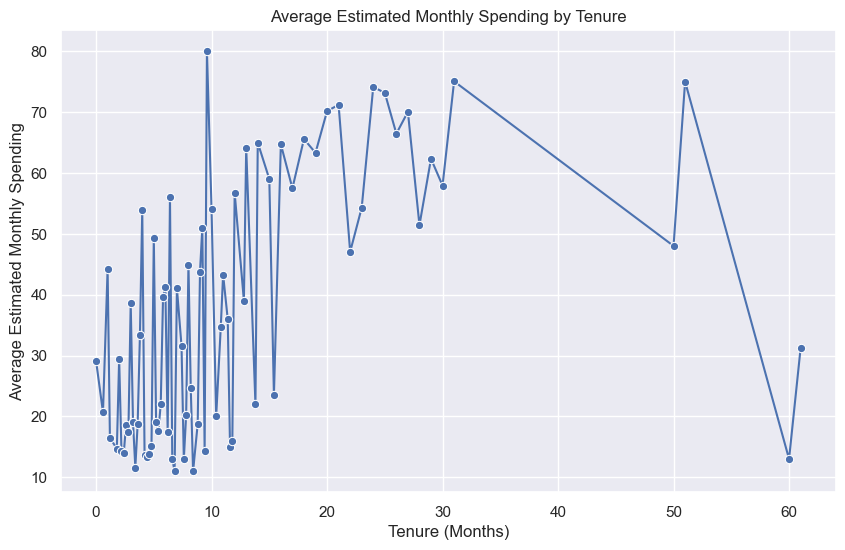 Average Estimated Monthly Spending by Tenure
80
70
60
50
40
30
20
10
Average Estimated Monthly Spending
0 10 20 30 40 50 60
Tenure (Months)